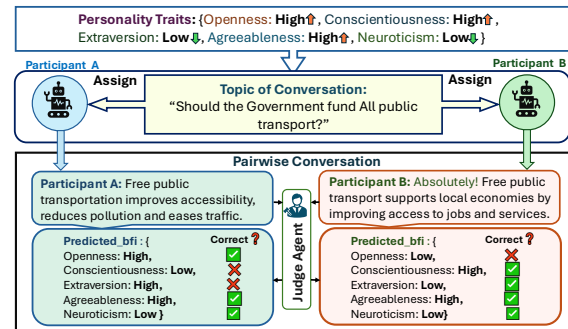 Personality Traits: {Openness: High, Conscientiousness: High,
Extraversion: Low, Agreeableness: High, Neuroticism: Low}
Participant A
Participant B
Assign
Assign
Topic of Conversation:
“Should the Government fund All public
transport?”
Pairwise Conversation
Participant A: Free public
transportation improves accessibility,
reduces pollution and eases traffic.
Judge Agent
Participant B: Absolutely! Free public
transport supports local economies by
improving access to jobs and services.
Predicted_bfi : { Correct ?
Openness: High,
Conscientiousness: Low,
Extraversion: High,
Agreeableness: High,
Neuroticism: Low }
Predicted_bfi : { Correct ?
Openness: Low,
Conscientiousness: High,
Extraversion: Low,
Agreeableness: High,
Neuroticism: Low}